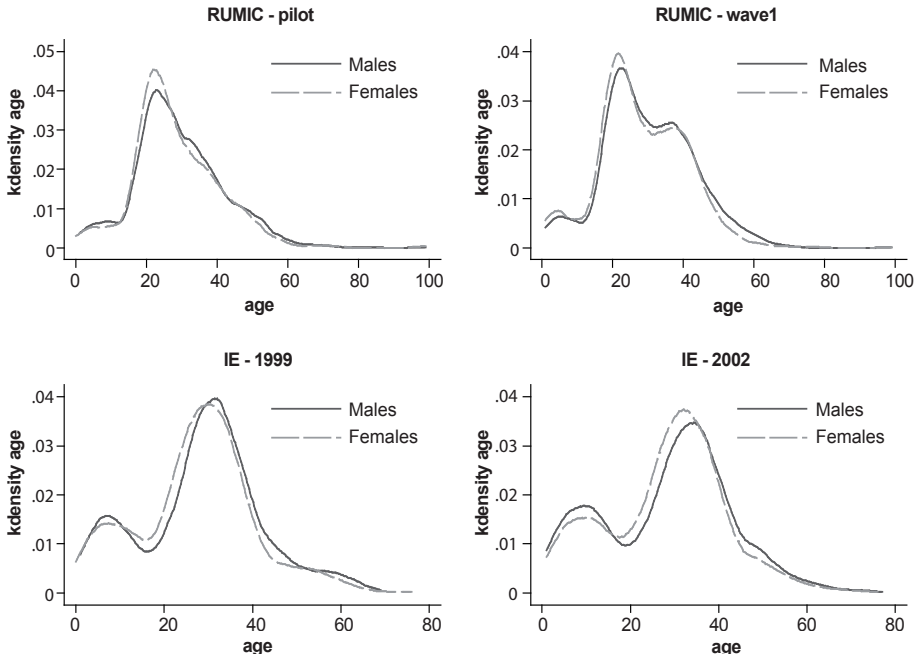 RUMIC - pilot
kdensity age
.05
.04
.03
.02
.01
0
Males
Females
0 20 40 60 80 100
age
RUMIC - wave1
kdensity age
.04
.03
.02
.01
0
Males
Females
0 20 40 60 80 100
age
IE - 1999
kdensity age
.04
.03
.02
.01
0
Males
Females
0 20 40 60 80
age
IE - 2002
kdensity age
.04
.03
.02
.01
0
Males
Females
0 20 40 60 80
age